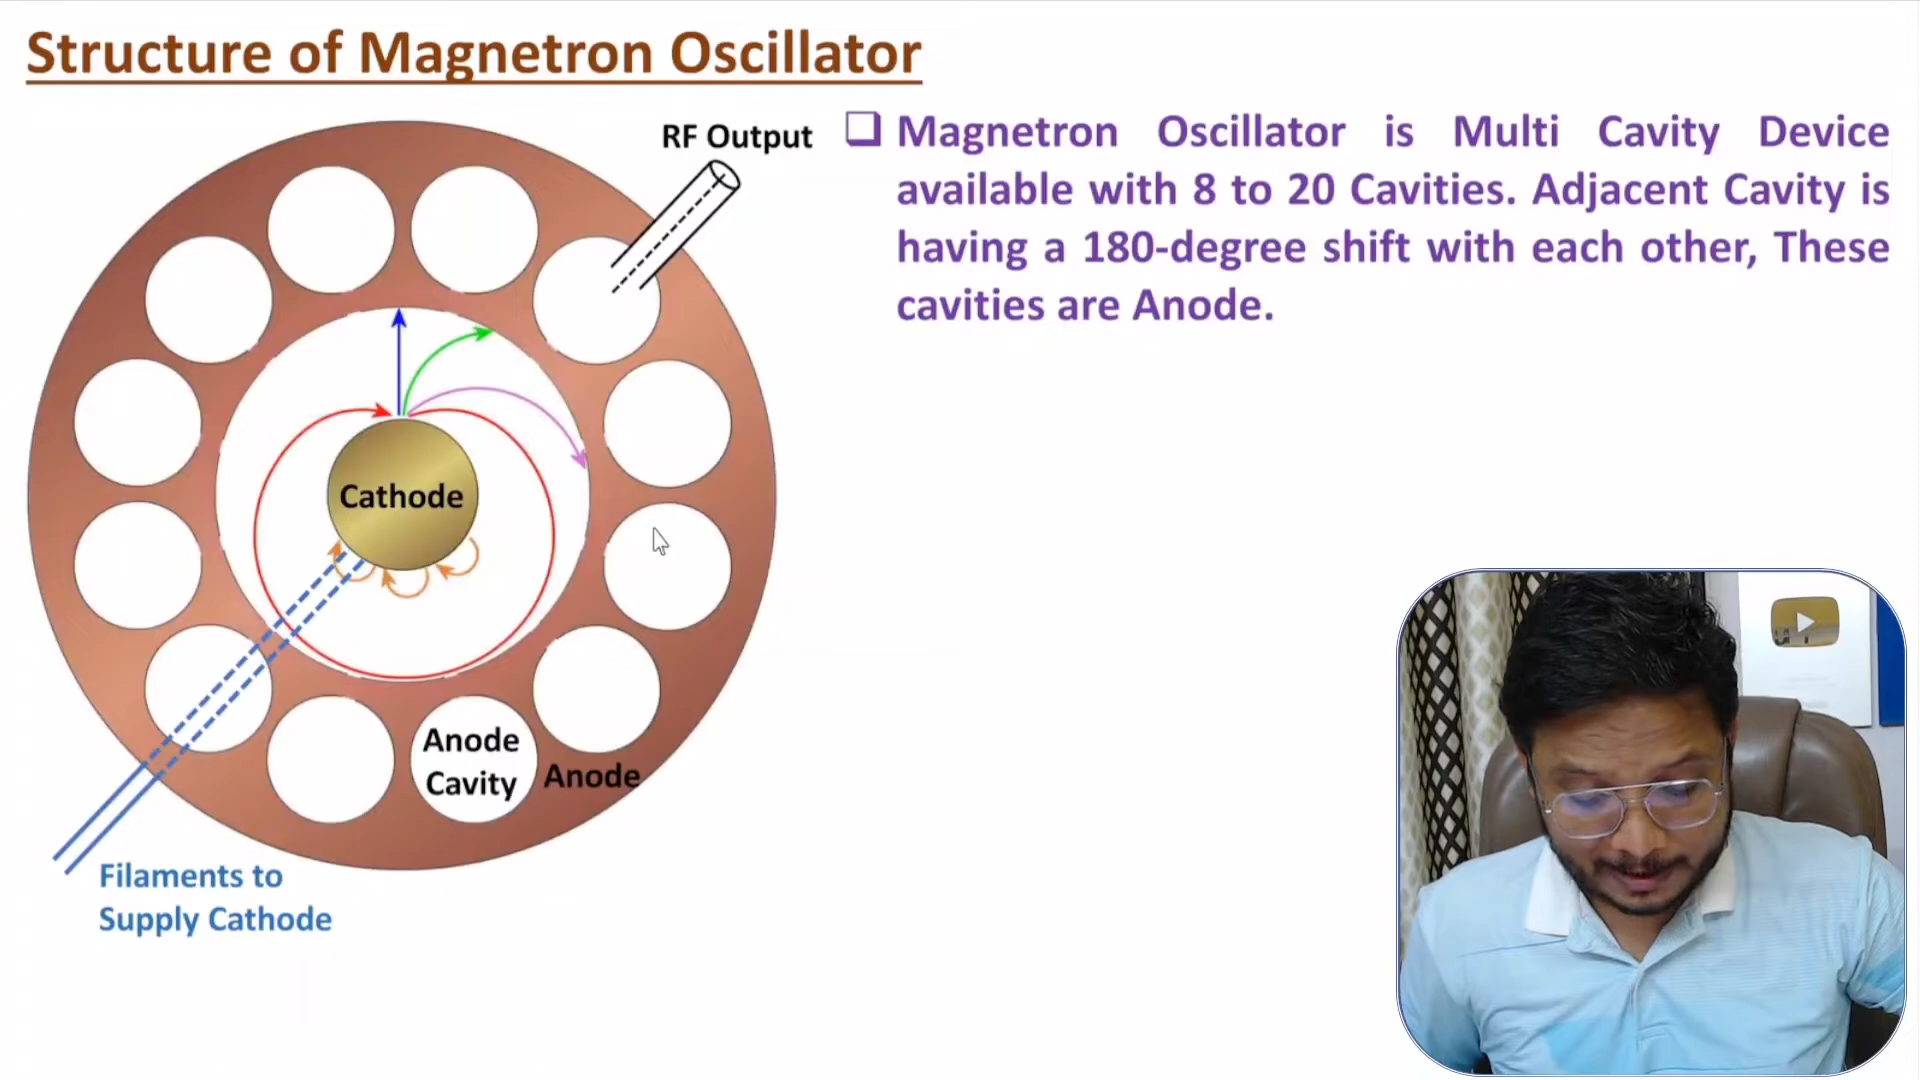 Structure of Magnetron Oscillator
RF Output
Cathode
Anode
Cavity
Anode
Filaments to
Supply Cathode
❑ Magnetron Oscillator is Multi Cavity Device
available with 8 to 20 Cavities. Adjacent Cavity is
having a 180-degree shift with each other, These
cavities are Anode.